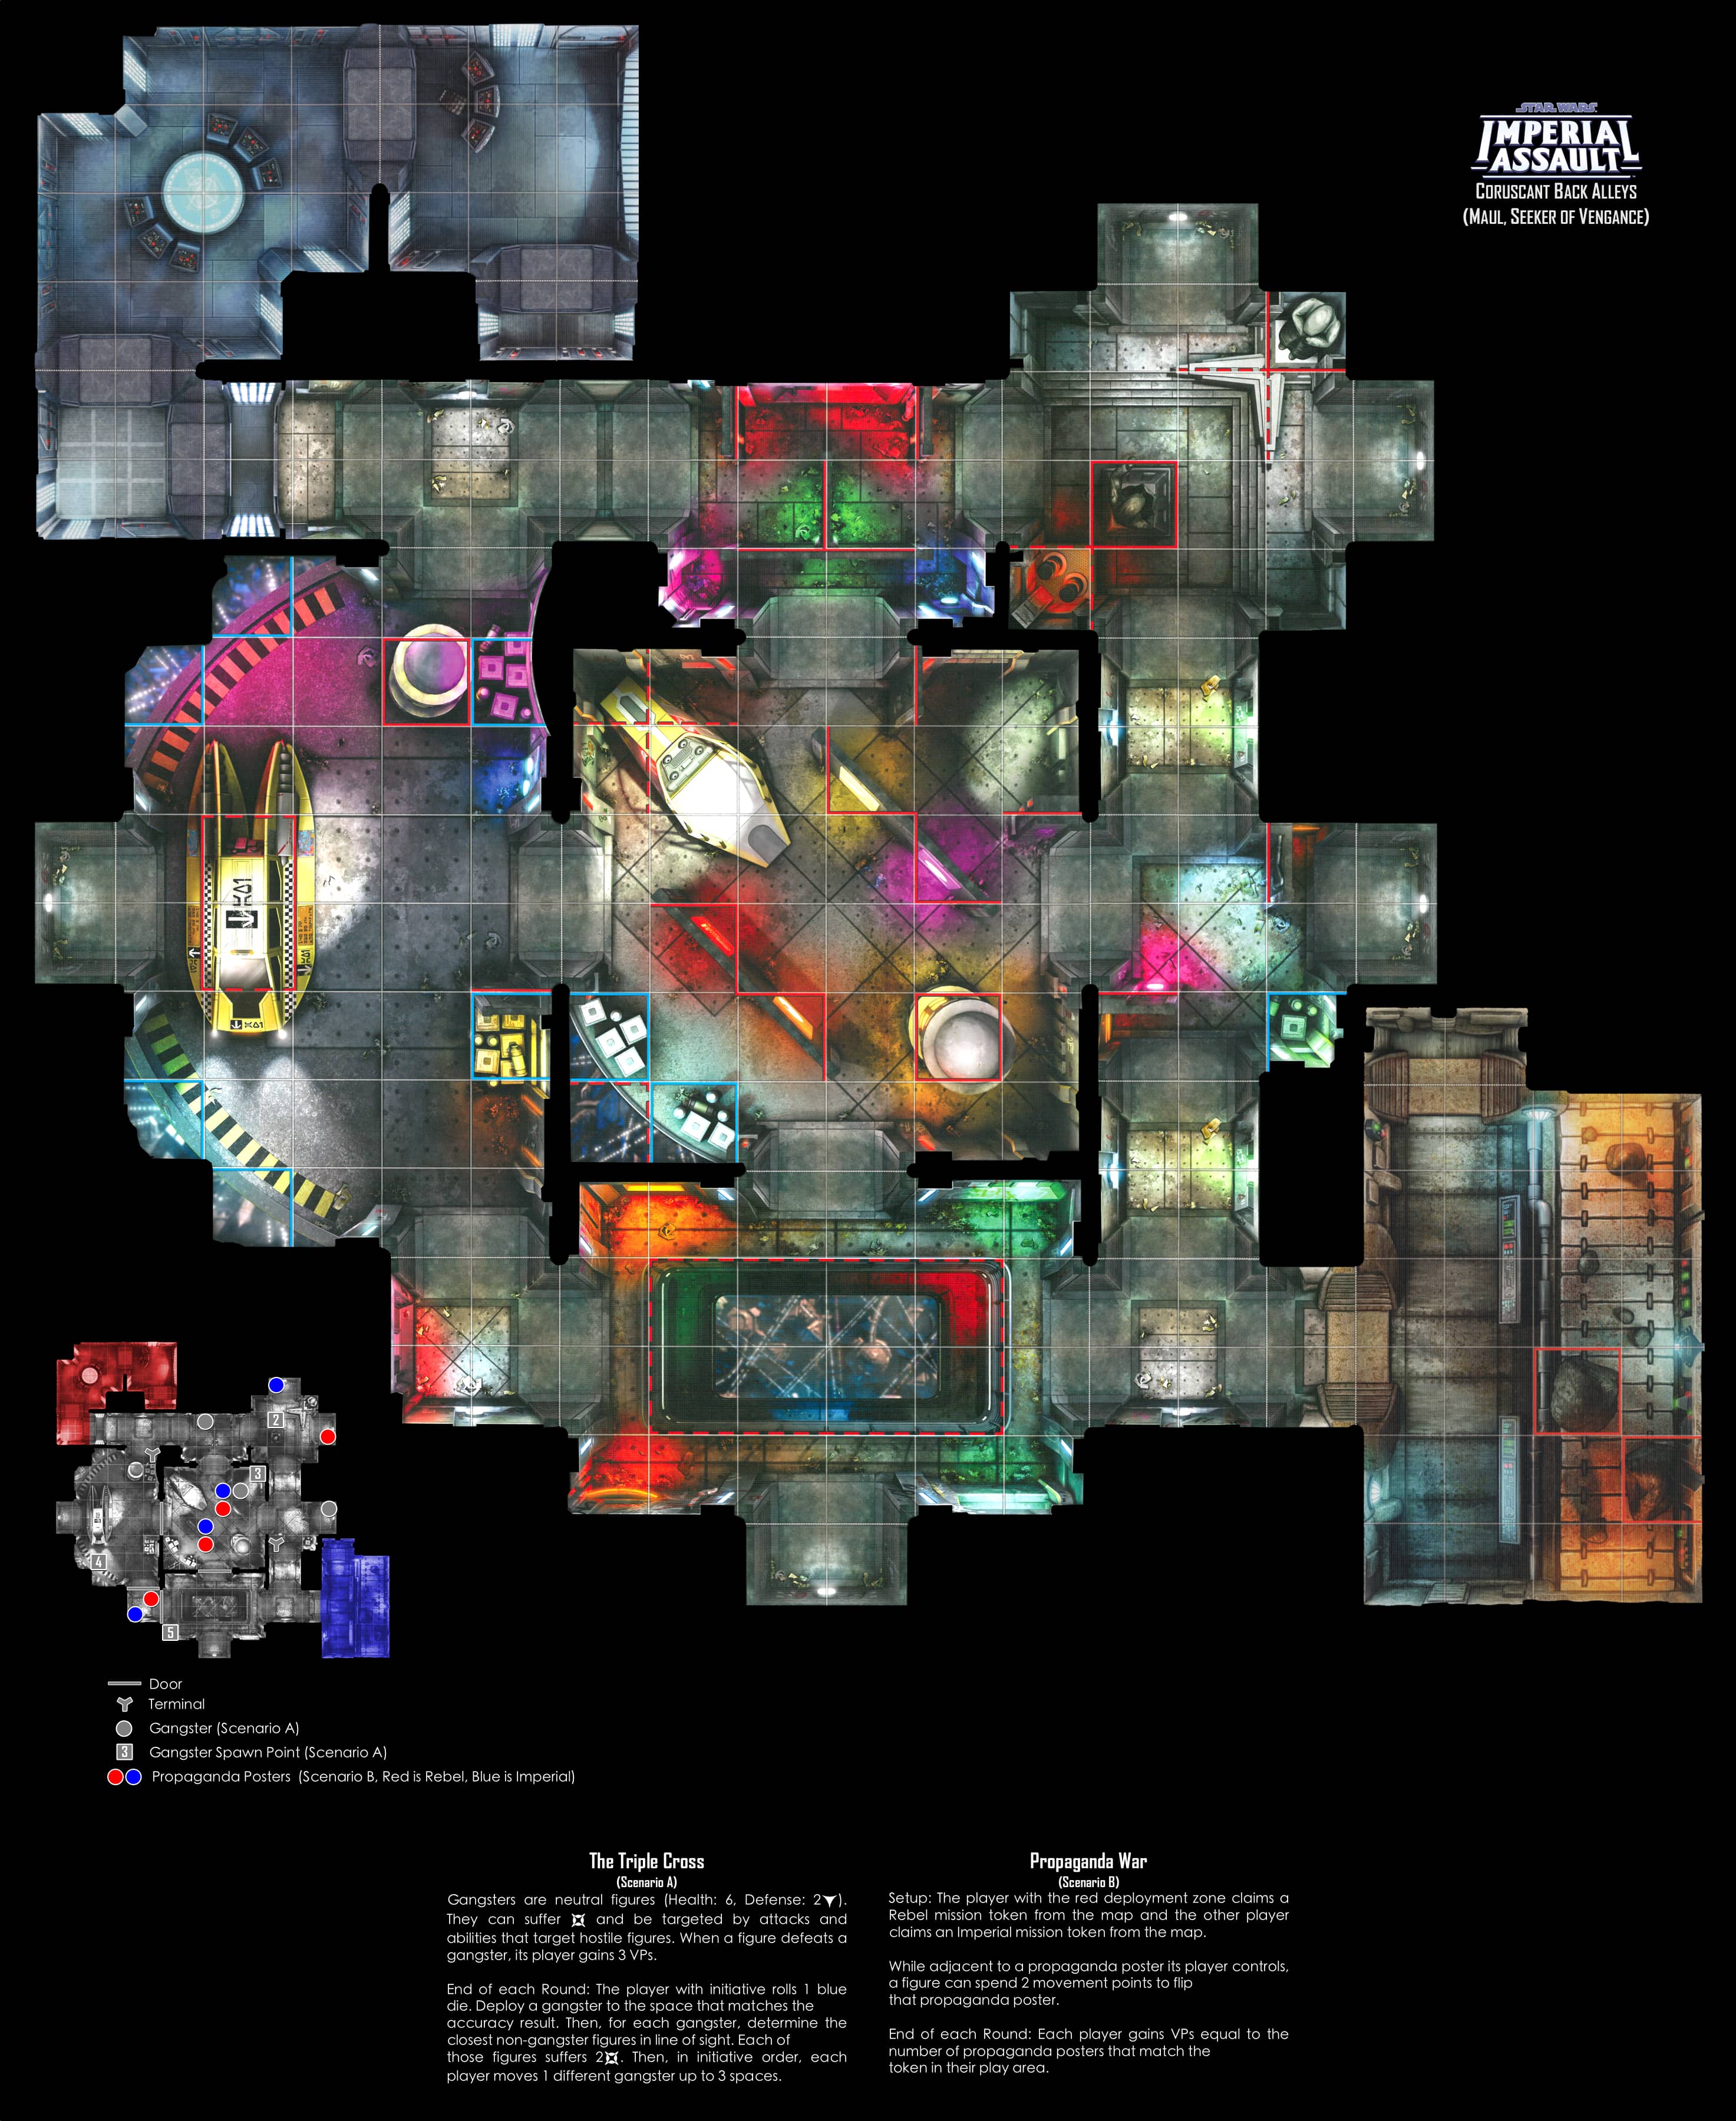 STAR WARS
IMPERIAL
ASSAULT
CORUSCANT BACK ALLEYS
(MAUL, SEEKER OF VENGANCE)
2
3
4
5
Door
Terminal
Gangster (Scenario A)
3 Gangster Spawn Point (Scenario A)
Propaganda Posters (Scenario B, Red is Rebel, Blue is Imperial)
The Triple Cross
(Scenario A)
Gangsters are neutral figures (Health: 6, Defense: 2 ).
They can suffer and be targeted by attacks and
abilities that target hostile figures. When a figure defeats a
gangster, its player gains 3 VPs.
End of each Round: The player with initiative rolls 1 blue
die. Deploy a gangster to the space that matches the
accuracy result. Then, for each gangster, determine the
closest non-gangster figures in line of sight. Each of
those figures suffers 2 . Then, in initiative order, each
player moves 1 different gangster up to 3 spaces.
Propaganda War
(Scenario B)
Setup: The player with the red deployment zone claims a
Rebel mission token from the map and the other player
claims an Imperial mission token from the map.
While adjacent to a propaganda poster its player controls,
a figure can spend 2 movement points to flip
that propaganda poster.
End of each Round: Each player gains VPs equal to the
number of propaganda posters that match the
token in their play area.